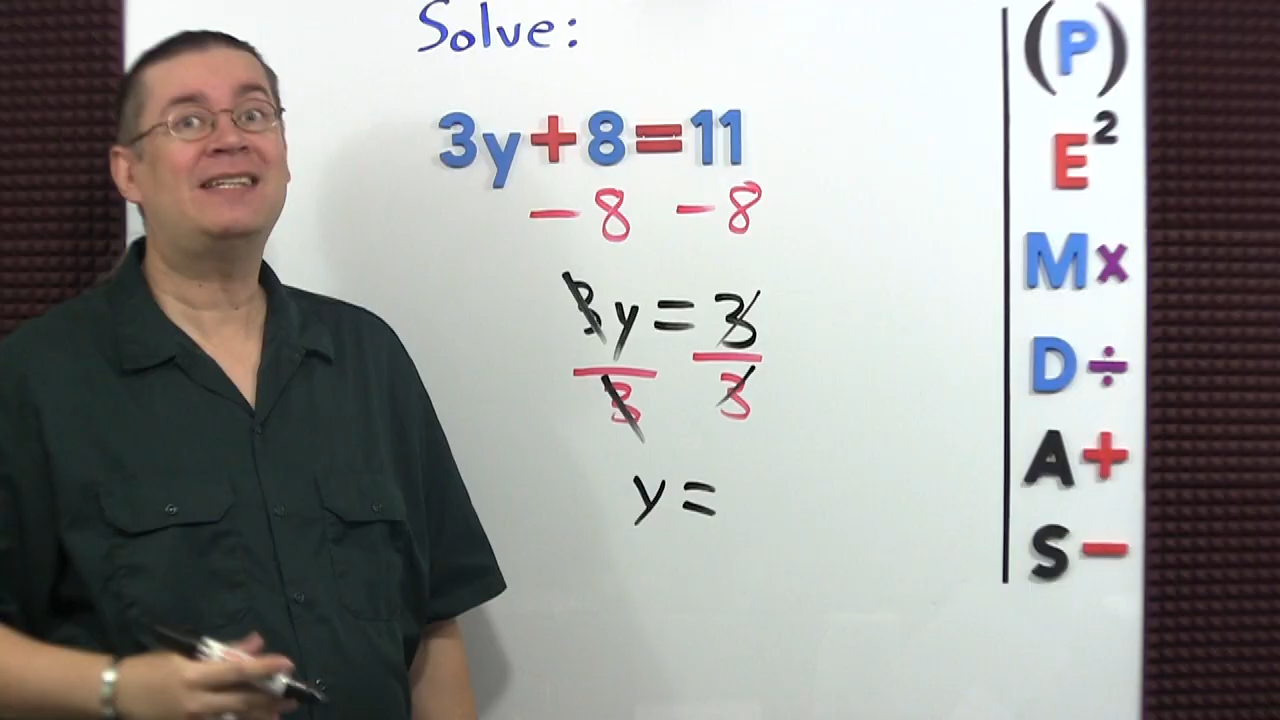 Solve:
3y+8=11
-8 -8
3y=3
3 3
y=
(P)
E²
M×
D÷
A+
S-